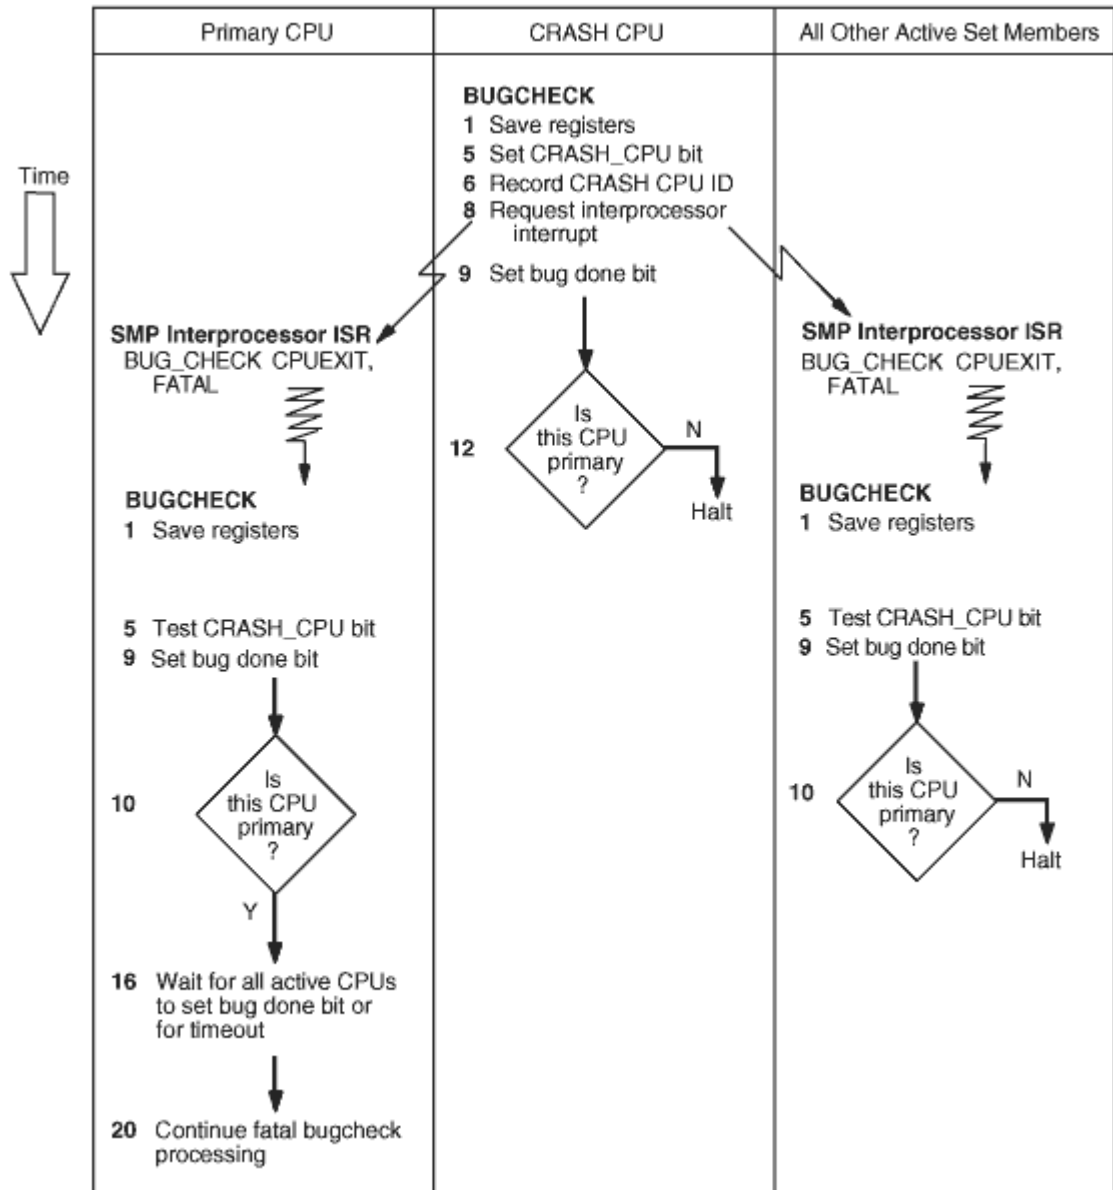 Primary CPU
CRASH CPU
All Other Active Set Members
Time
BUGCHECK
1 Save registers
5 Set CRASH_CPU bit
6 Record CRASH CPU ID
8 Request interprocessor
interrupt
9 Set bug done bit
12
Is
this CPU
primary
?
N
Halt
SMP Interprocessor ISR
BUG_CHECK CPUEXIT,
FATAL
BUGCHECK
1 Save registers
5 Test CRASH_CPU bit
9 Set bug done bit
10
Is
this CPU
primary
?
Y
16 Wait for all active CPUs
to set bug done bit or
for timeout
20 Continue fatal bugcheck
processing
SMP Interprocessor ISR
BUG_CHECK CPUEXIT,
FATAL
BUGCHECK
1 Save registers
5 Test CRASH_CPU bit
9 Set bug done bit
10
Is
this CPU
primary
?
N
Halt